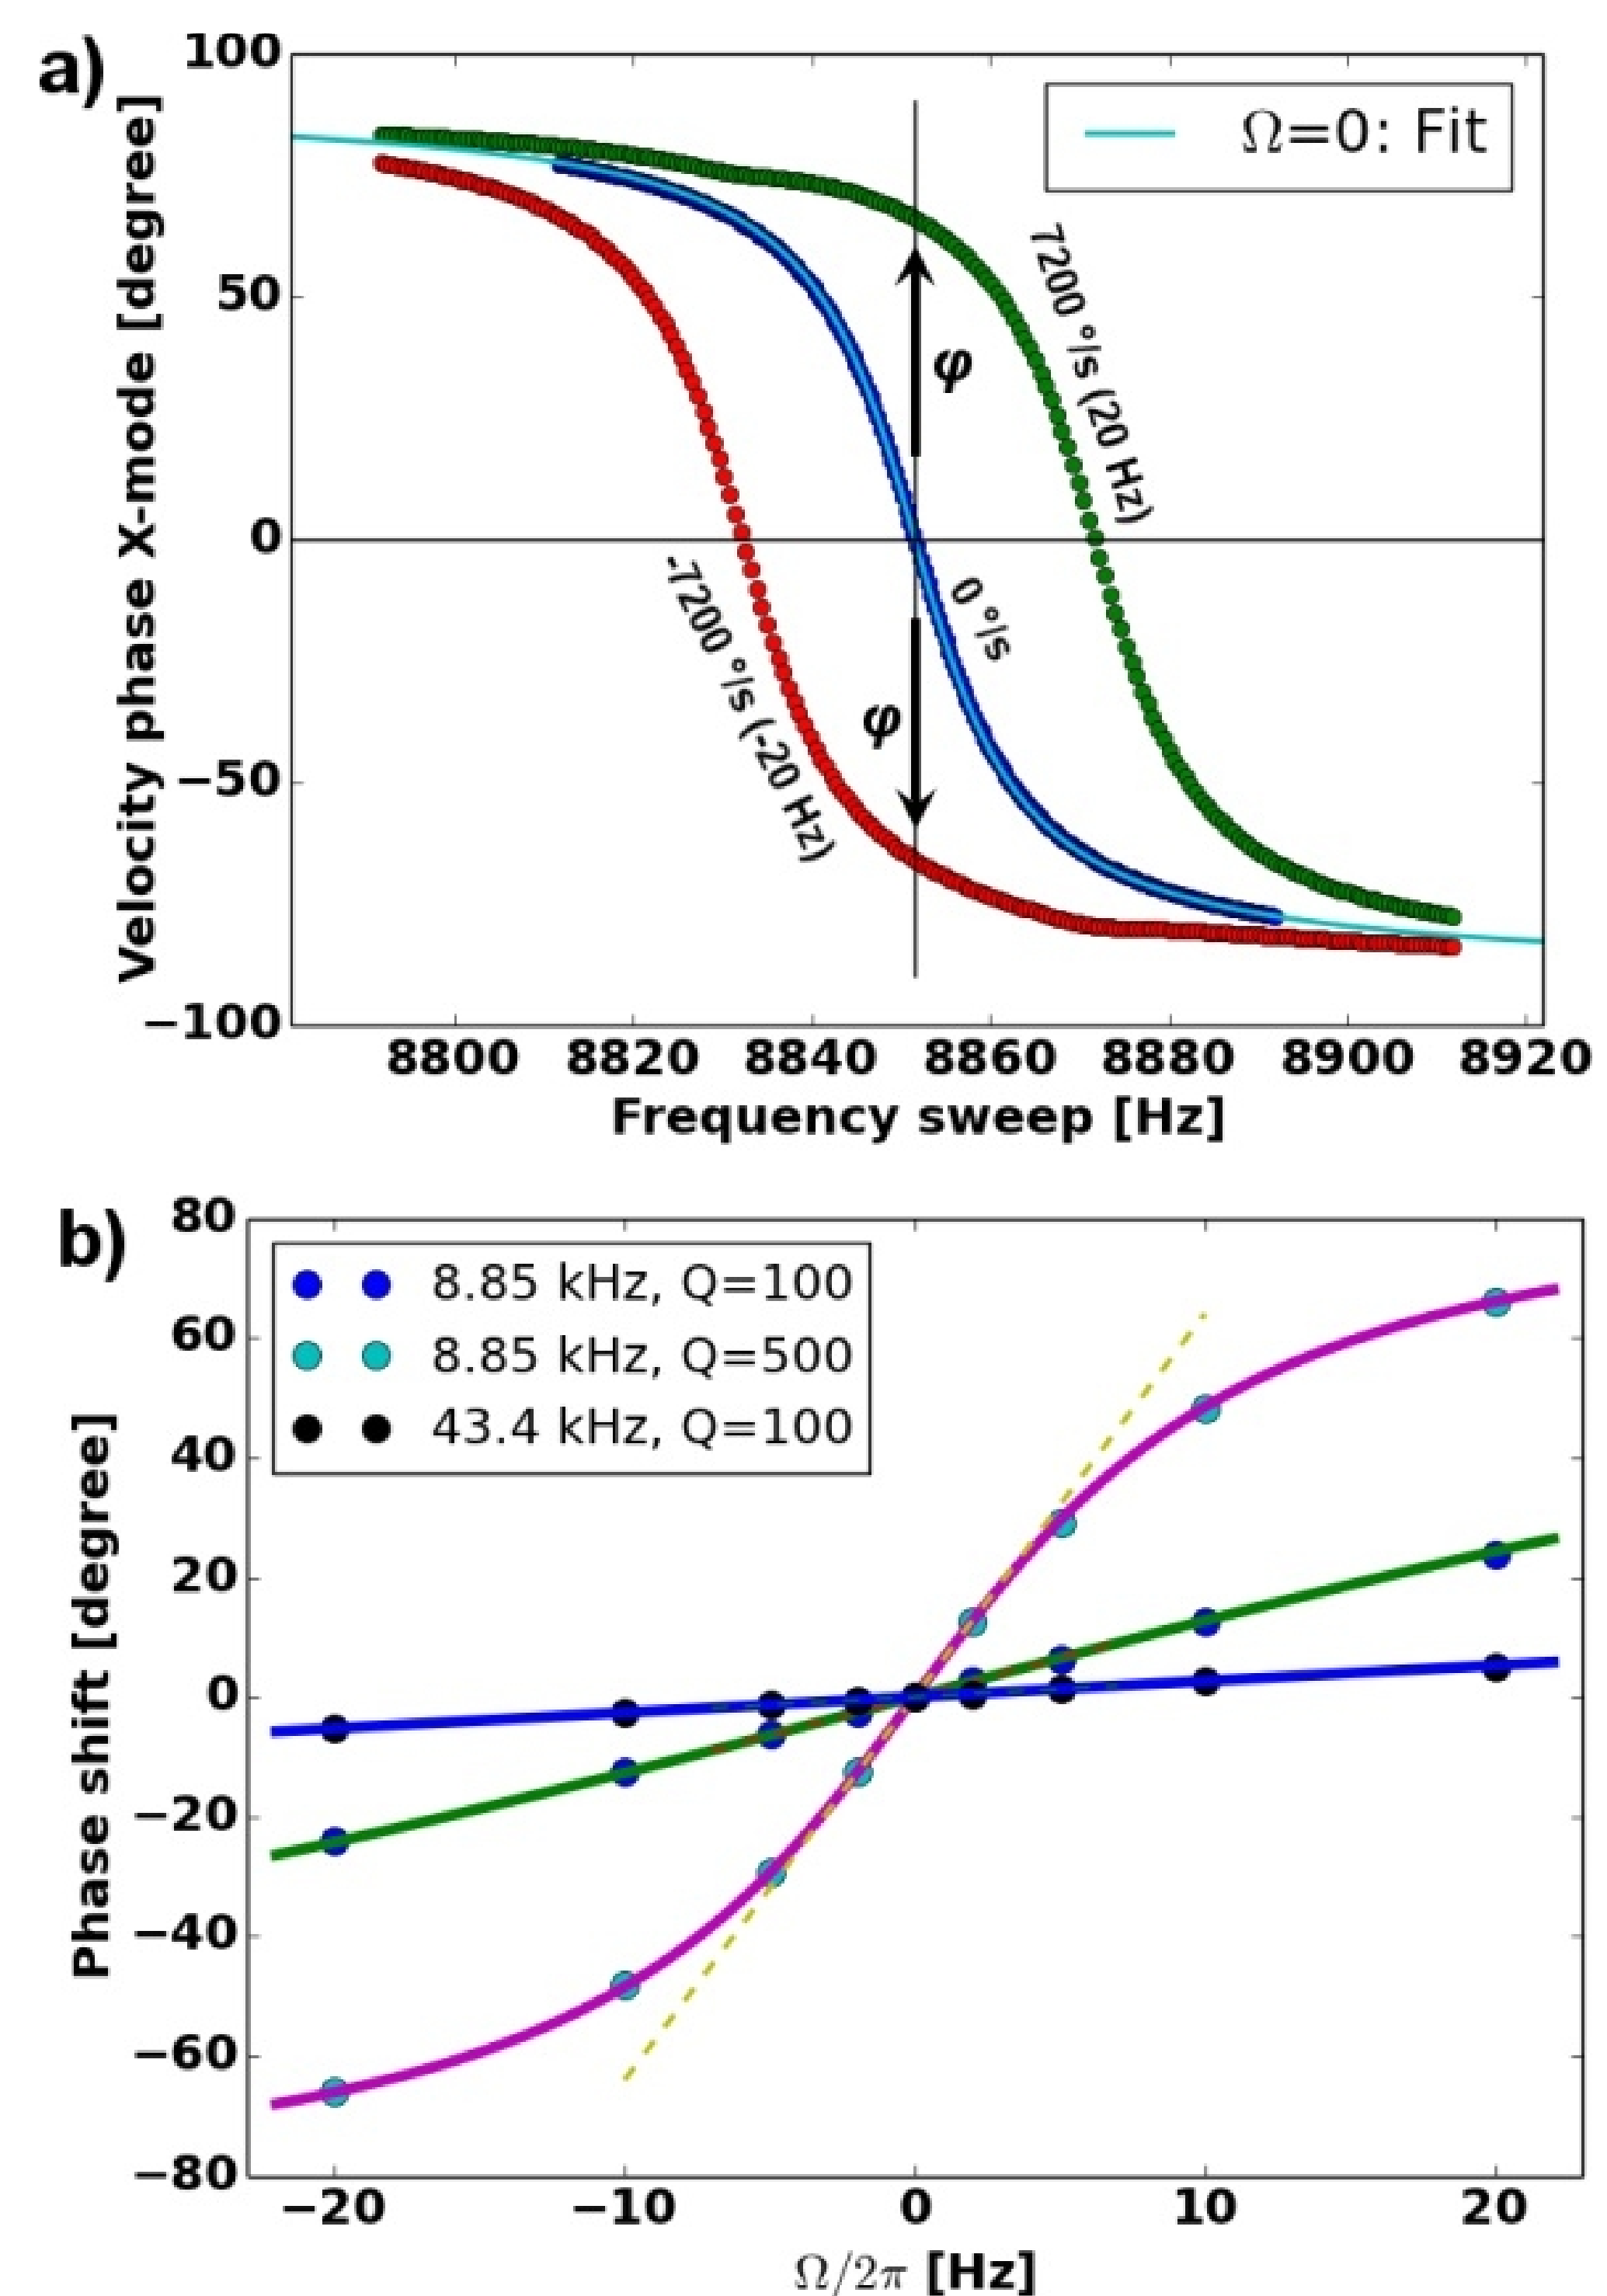 a)
Velocity phase X-mode [degree]
100
50
0
−50
−100
Ω=0: Fit
7200 °/s (20 Hz)
φ
0 °/s
-7200 °/s (-20 Hz)
φ
8800 8820 8840 8860 8880 8900 8920
Frequency sweep [Hz]
b)
Phase shift [degree]
80
60
40
20
0
−20
−40
−60
−80
8.85 kHz, Q=100
8.85 kHz, Q=500
43.4 kHz, Q=100
−20 −10 0 10 20
Ω/2π [Hz]